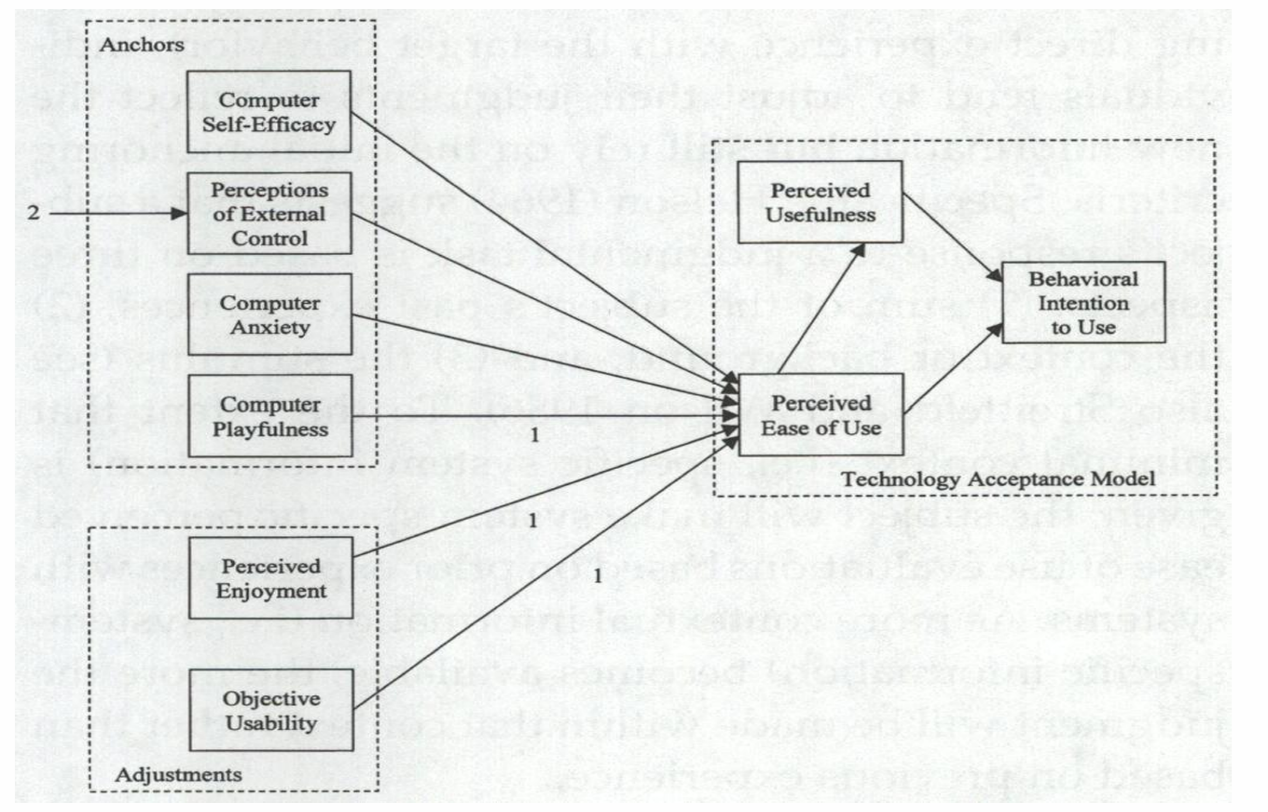 Anchors
Computer
Self-Efficacy
Perceptions
of External
Control
2
Computer
Anxiety
Computer
Playfulness
1
Perceived
Enjoyment
1
1
Objective
Usability
Adjustments
Perceived
Usefulness
Behavioral
Intention
to Use
Perceived
Ease of Use
Technology Acceptance Model